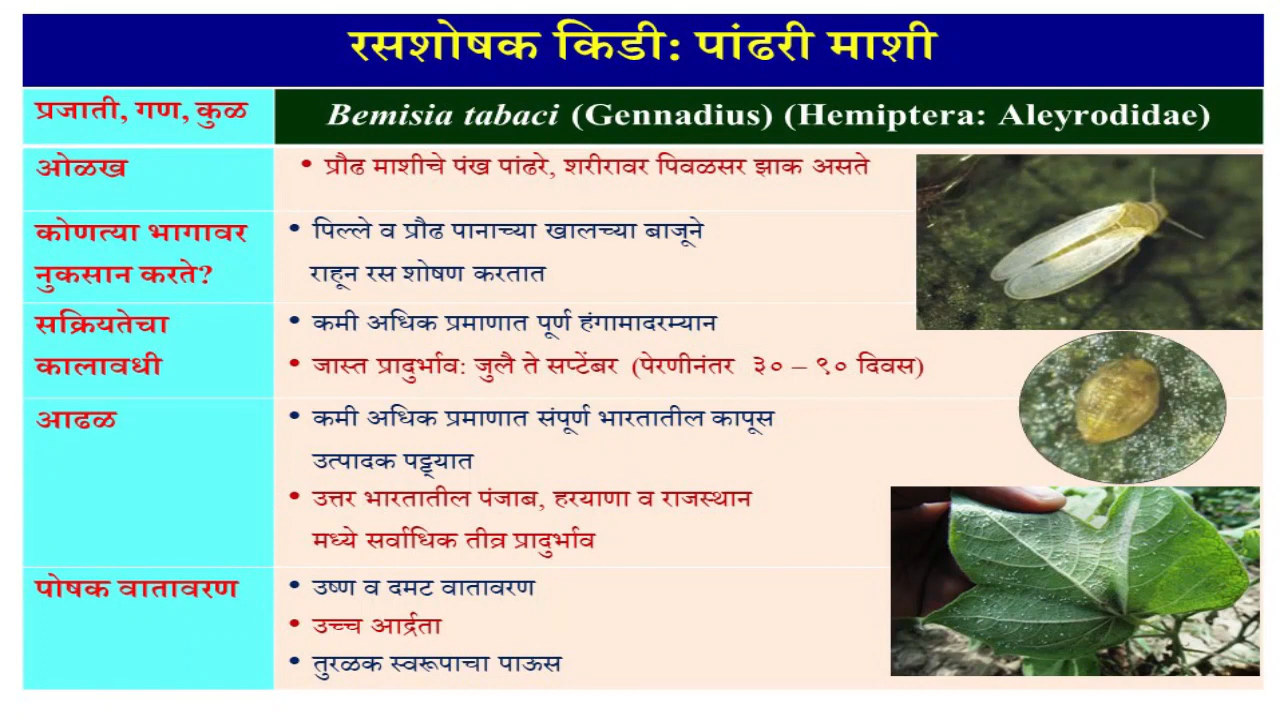 रसशोषक किडी: पांढरी माशी
प्रजाती, गण, कुळ
Bemisia tabaci (Gennadius) (Hemiptera: Aleyrodidae)
ओळख
• प्रौढ माशीचे पंख पांढरे, शरीरावर पिवळसर झाक असते
कोणत्या भागावर
नुकसान करते?
• पिल्ले व प्रौढ पानाच्या खालच्या बाजूने
राहून रस शोषण करतात
सक्रियतेचा
कालावधी
• कमी अधिक प्रमाणात पूर्ण हंगामादरम्यान
• जास्त प्रादुर्भाव: जुलै ते सप्टेंबर (पेरणीनंतर ३० – ९० दिवस)
आढळ
• कमी अधिक प्रमाणात संपूर्ण भारतातील कापूस
उत्पादक पट्ट्यात
• उत्तर भारतातील पंजाब, हरयाणा व राजस्थान
मध्ये सर्वाधिक तीव्र प्रादुर्भाव
पोषक वातावरण
• उष्ण व दमट वातावरण
• उच्च आर्द्रता
• तुरळक स्वरूपाचा पाऊस